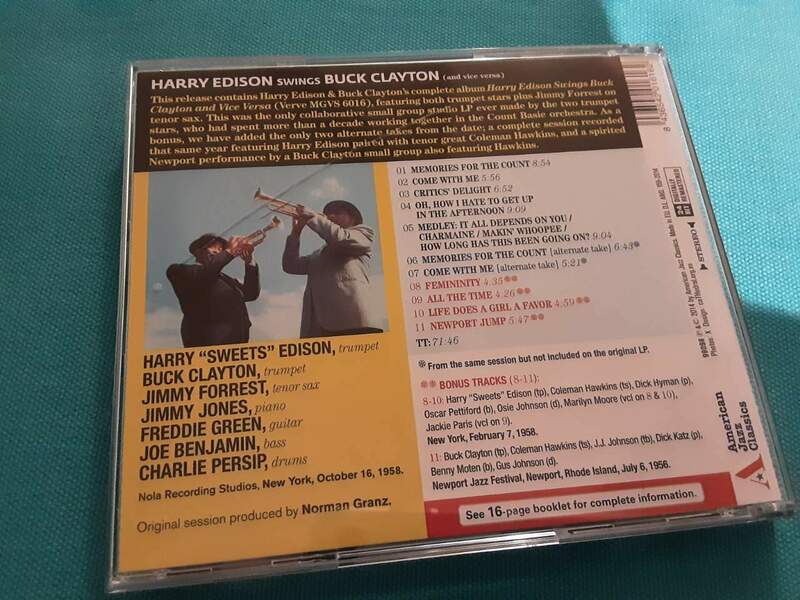 HARRY EDISON SWINGS BUCK CLAYTON (and vice versa)
This release contains Harry Edison & Buck Clayton's complete album Harry Edison Swings Buck
Clayton and Vice Versa (Verve MGVS 6016), featuring both trumpet stars plus Jimmy Forrest on
tenor sax. This was the only collaborative small group studio LP ever made by the two trumpet
stars, who had spent more than a decade working together in the Count Basie orchestra. As a
bonus, we have added the only two alternate takes from the date; a complete session recorded
that same year featuring Harry Edison paired with tenor great Coleman Hawkins, and a spirited
Newport performance by a Buck Clayton small group also featuring Hawkins.
01 MEMORIES FOR THE COUNT 8:54
02 COME WITH ME 5:56
03 CRITICS' DELIGHT 6:52
04 OH, HOW I HATE TO GET UP
IN THE AFTERNOON 9:09
05 MEDLEY: IT ALL DEPENDS ON YOU /
CHARMAINE / MAKIN' WHOOPEE /
HOW LONG HAS THIS BEEN GOING ON? 9:04
06 MEMORIES FOR THE COUNT [alternate take] 6:43*
07 COME WITH ME [alternate take] 5:21*
08 FEMININITY 4:35**
09 ALL THE TIME 4:26**
10 LIFE DOES A GIRL A FAVOR 4:59**
11 NEWPORT JUMP 5:47**
TT: 71:46
* From the same session but not included on the original LP.
** BONUS TRACKS (8-11):
8-10: Harry "Sweets" Edison (tp), Coleman Hawkins (ts), Dick Hyman (p),
Oscar Pettiford (b), Osie Johnson (d), Marilyn Moore (vcl on 8 & 10),
Jackie Paris (vcl on 9).
New York, February 7, 1958.
11: Buck Clayton (tp), Coleman Hawkins (ts), J.J. Johnson (tb), Dick Katz (p),
Benny Moten (b), Gus Johnson (d).
Newport Jazz Festival, Newport, Rhode Island, July 6, 1956.
See 16-page booklet for complete information.
HARRY "SWEETS" EDISON, trumpet
BUCK CLAYTON, trumpet
JIMMY FORREST, tenor sax
JIMMY JONES, piano
FREDDIE GREEN, guitar
JOE BENJAMIN, bass
CHARLIE PERSIP, drums
Nola Recording Studios, New York, October 16, 1958.
Original session produced by Norman Granz.
24 BIT
DIGITALLY
REMASTERED
STEREO
99098 ℗ & © 2014 by American Jazz Classics. Made in EU
American
Jazz
Classics